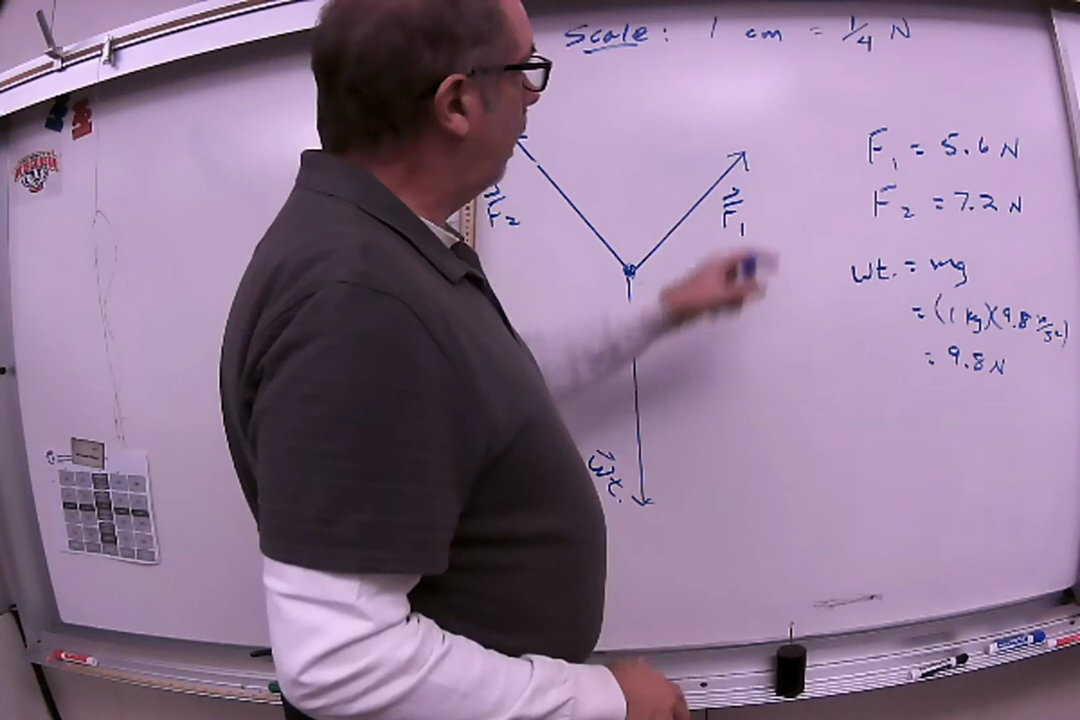 Scale: 1 cm = 1/4 N
F₁ = 5.6 N
F₂ = 7.2 N
wt. = mg
= (1 kg)(9.8 m/s²)
= 9.8 N
F₂
F₁
wt.